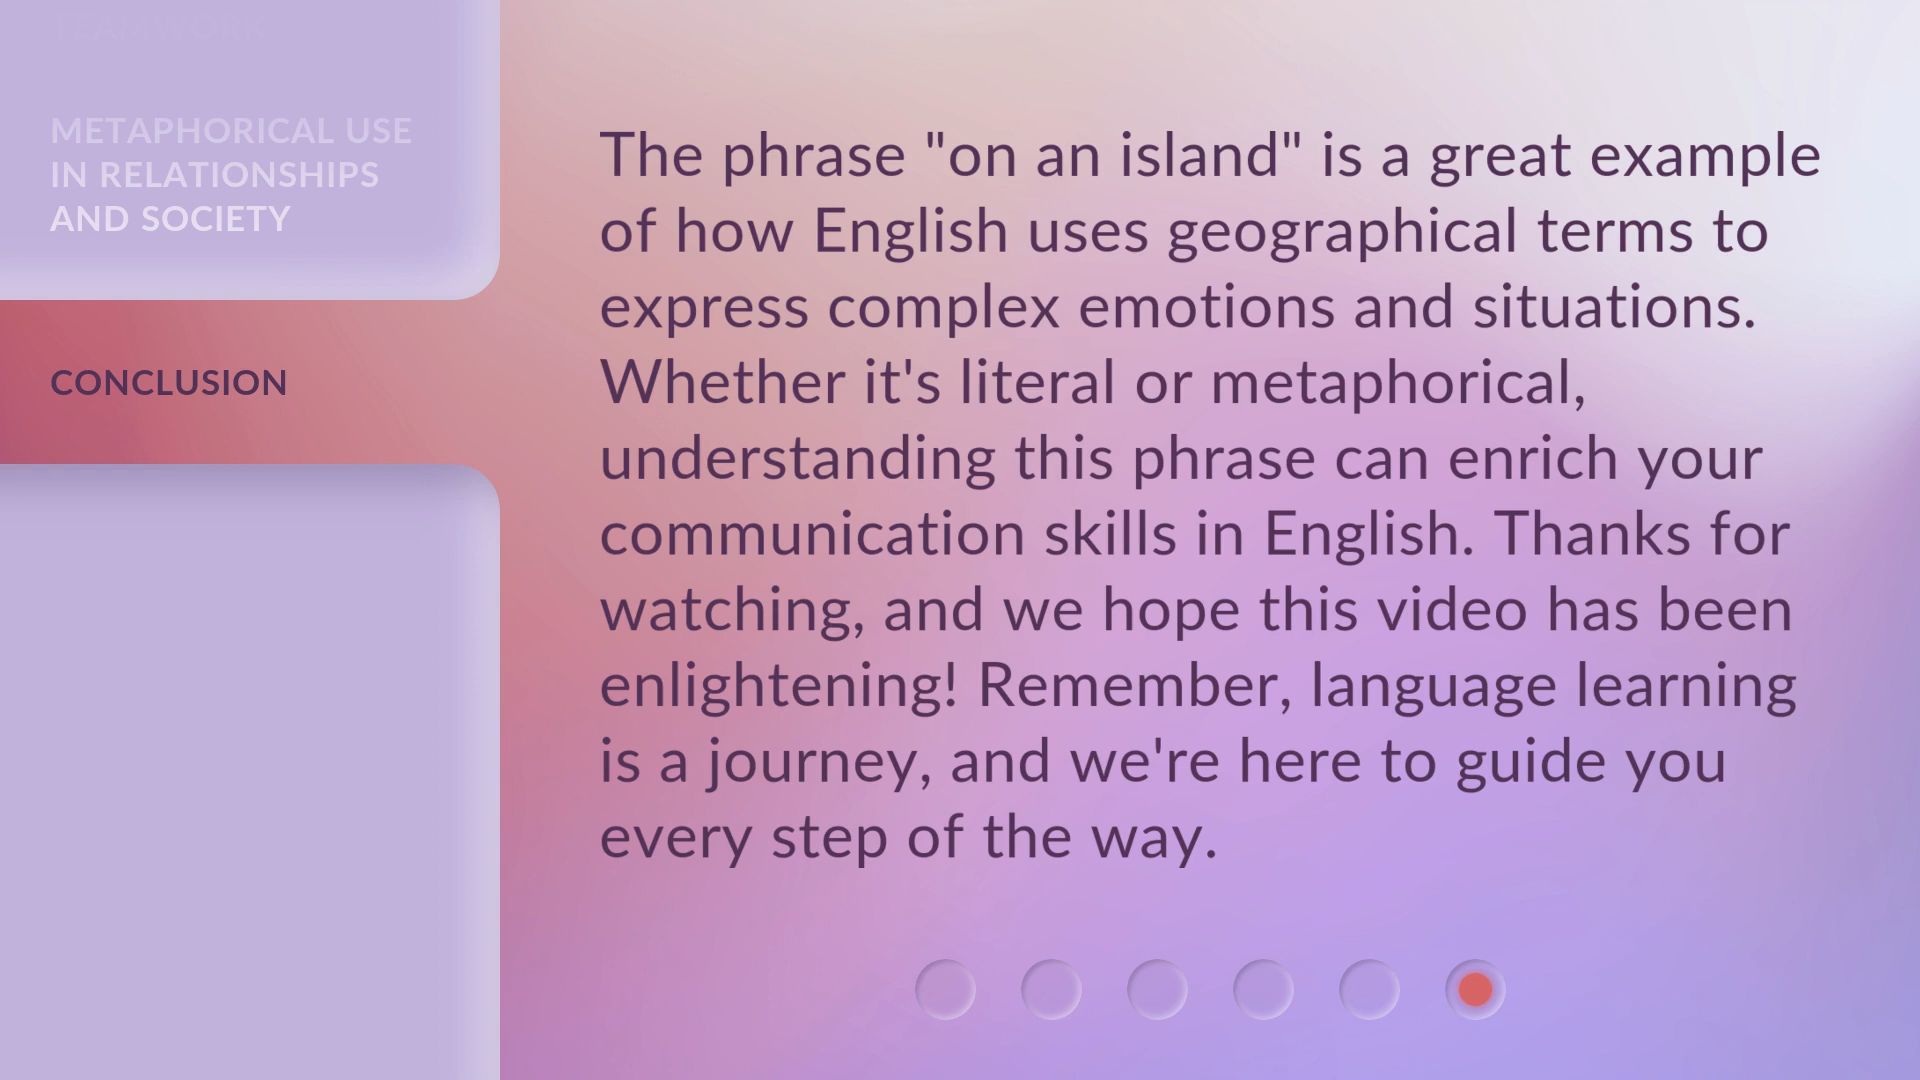 TEAMWORK
METAPHORICAL USE
IN RELATIONSHIPS
AND SOCIETY
CONCLUSION
The phrase "on an island" is a great example
of how English uses geographical terms to
express complex emotions and situations.
Whether it's literal or metaphorical,
understanding this phrase can enrich your
communication skills in English. Thanks for
watching, and we hope this video has been
enlightening! Remember, language learning
is a journey, and we're here to guide you
every step of the way.